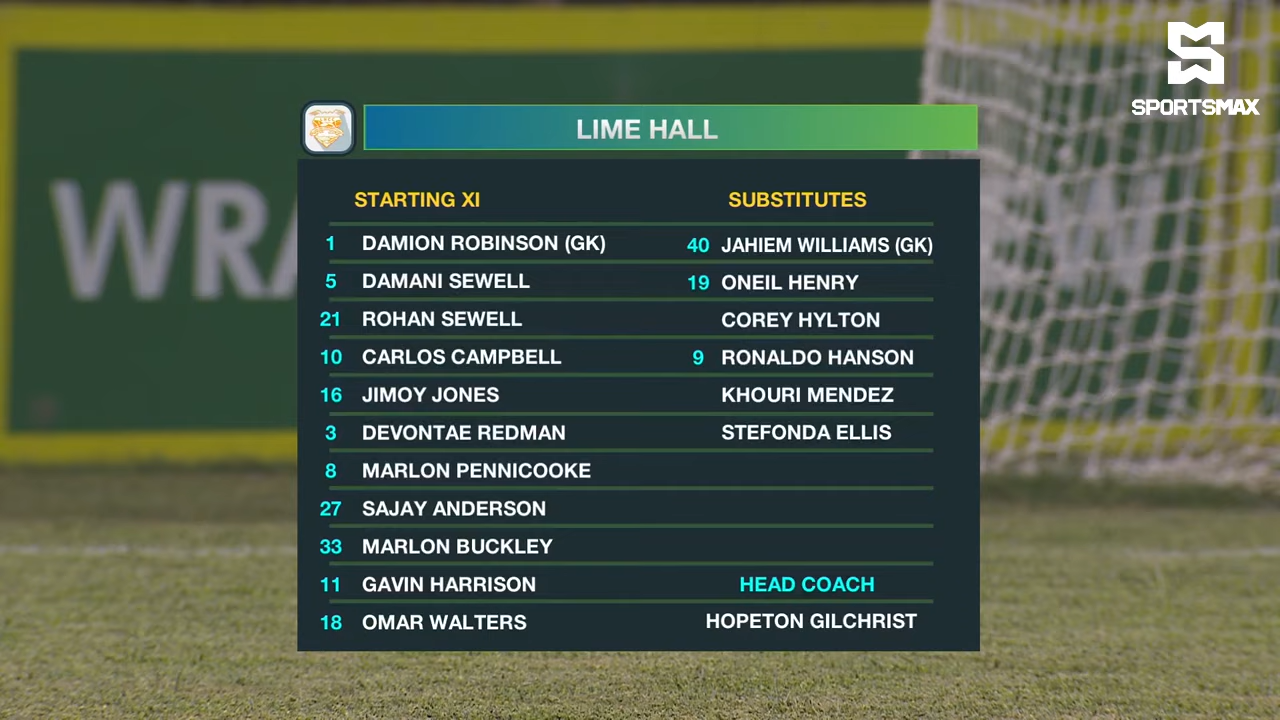 SPORTSMAX
LIME HALL
STARTING XI
1 DAMION ROBINSON (GK)
5 DAMANI SEWELL
21 ROHAN SEWELL
10 CARLOS CAMPBELL
16 JIMOY JONES
3 DEVONTAE REDMAN
8 MARLON PENNICOOKE
27 SAJAY ANDERSON
33 MARLON BUCKLEY
11 GAVIN HARRISON
18 OMAR WALTERS
SUBSTITUTES
40 JAHIEM WILLIAMS (GK)
19 ONEIL HENRY
COREY HYLTON
9 RONALDO HANSON
KHOURI MENDEZ
STEFONDA ELLIS
HEAD COACH
HOPETON GILCHRIST